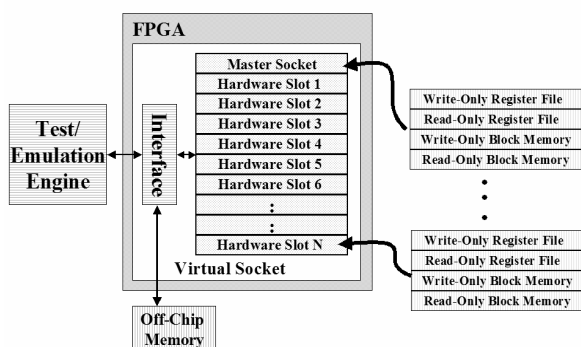 FPGA
Master Socket
Hardware Slot 1
Hardware Slot 2
Hardware Slot 3
Hardware Slot 4
Hardware Slot 5
Hardware Slot 6
:
:
Hardware Slot N
Virtual Socket
Test/
Emulation
Engine
Interface
Off-Chip
Memory
Write-Only Register File
Read-Only Register File
Write-Only Block Memory
Read-Only Block Memory
Write-Only Register File
Read-Only Register File
Write-Only Block Memory
Read-Only Block Memory